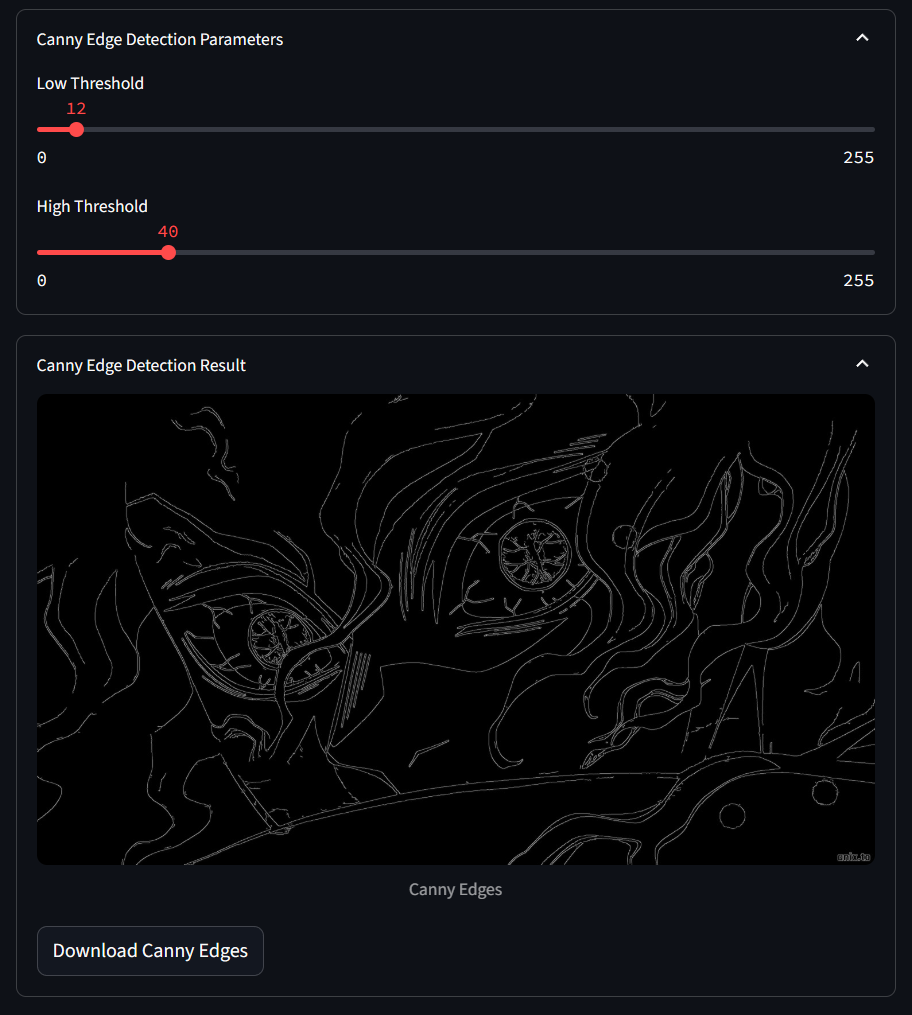 Canny Edge Detection Parameters
Low Threshold
12
0 255
High Threshold
40
0 255
Canny Edge Detection Result
Canny Edges
Download Canny Edges